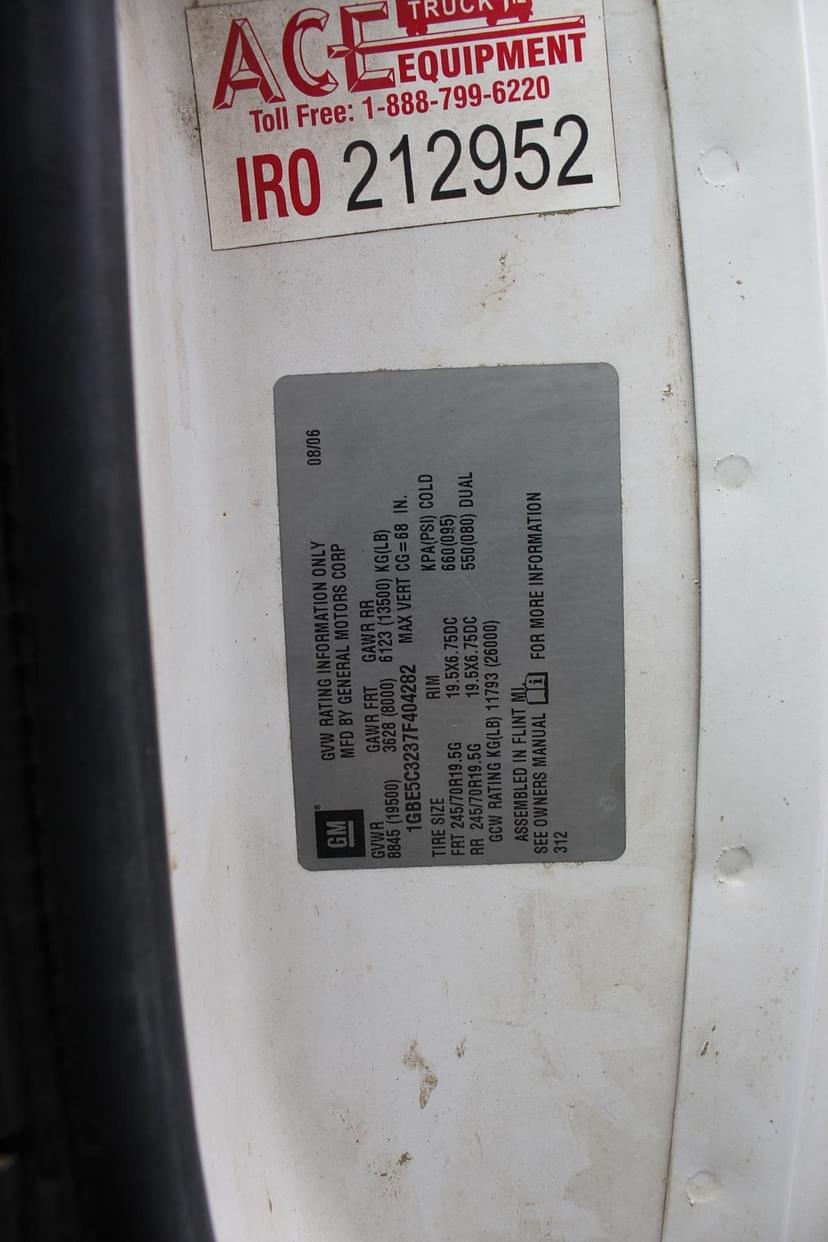 ACE TRUCK
EQUIPMENT
Toll Free: 1-888-799-6220
IRO 212952
GM®
GVW RATING INFORMATION ONLY 08/06
MFD BY GENERAL MOTORS CORP
GVWR GAWR FRT GAWR RR
8845 (19500) 3628 (8000) 6123 (13500) KG(LB)
1GBE5C3237F404282 MAX VERT CG=68 IN.
TIRE SIZE RIM KPA(PSI) COLD
FRT 245/70R19.5G 19.5X6.75DC 660(095)
RR 245/70R19.5G 19.5X6.75DC 550(080) DUAL
GCW RATING KG(LB) 11793 (26000)
ASSEMBLED IN FLINT MI.
SEE OWNERS MANUAL FOR MORE INFORMATION
312